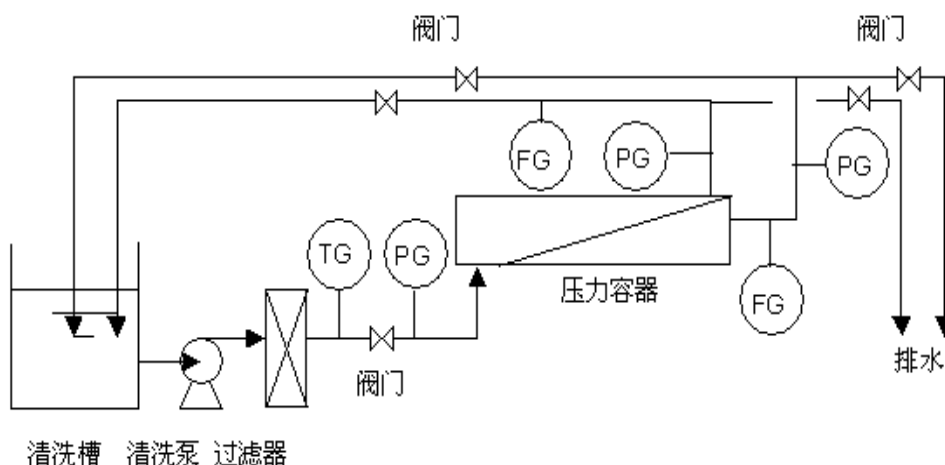 阀门 阀门
FG PG PG
TG PG
压力容器
FG
排水
阀门
清洗槽 清洗泵 过滤器